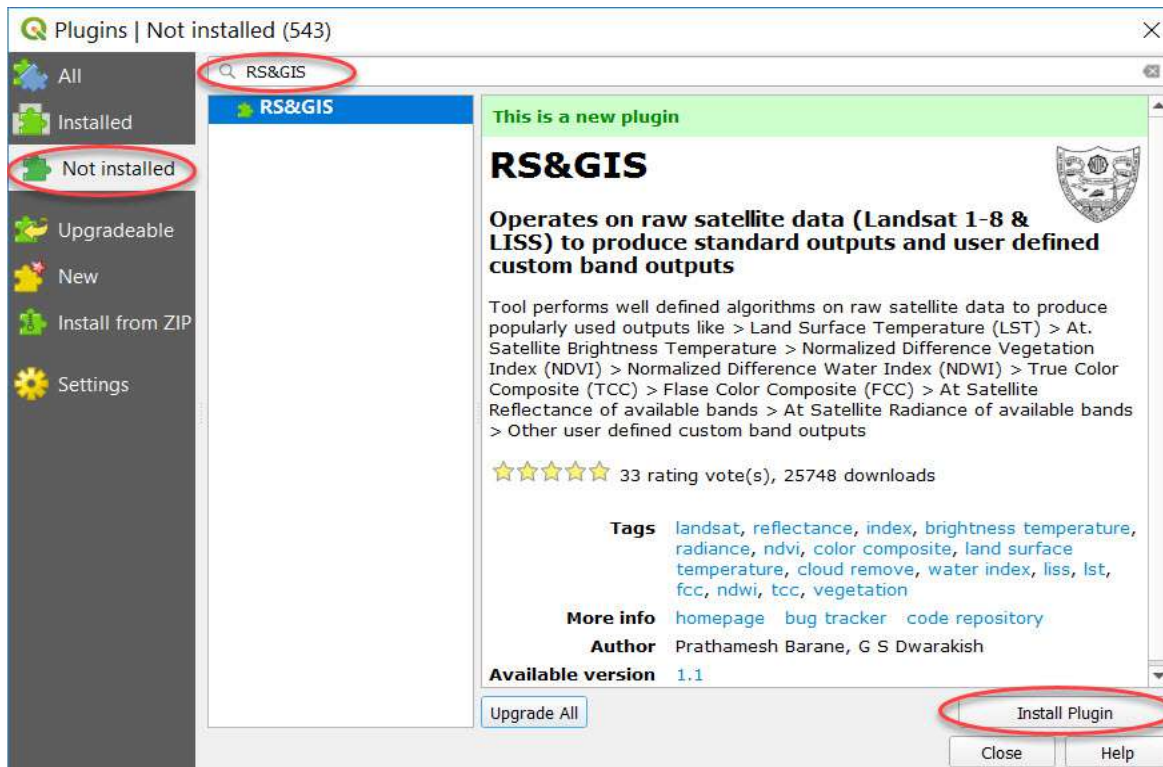 Plugins | Not installed (543)
All
Installed
Not installed
Upgradeable
New
Install from ZIP
Settings
RS&GIS
RS&GIS
This is a new plugin
RS&GIS
Operates on raw satellite data (Landsat 1-8 &
LISS) to produce standard outputs and user defined
custom band outputs
Tool performs well defined algorithms on raw satellite data to produce
popularly used outputs like > Land Surface Temperature (LST) > At.
Satellite Brightness Temperature > Normalized Difference Vegetation
Index (NDVI) > Normalized Difference Water Index (NDWI) > True Color
Composite (TCC) > Flase Color Composite (FCC) > At Satellite
Reflectance of available bands > At Satellite Radiance of available bands
> Other user defined custom band outputs
33 rating vote(s), 25748 downloads
Tags landsat, reflectance, index, brightness temperature,
radiance, ndvi, color composite, land surface
temperature, cloud remove, water index, liss, lst,
fcc, ndwi, tcc, vegetation
More info homepage bug tracker code repository
Author Prathamesh Barane, G S Dwarakish
Available version 1.1
Upgrade All
Install Plugin
Close
Help